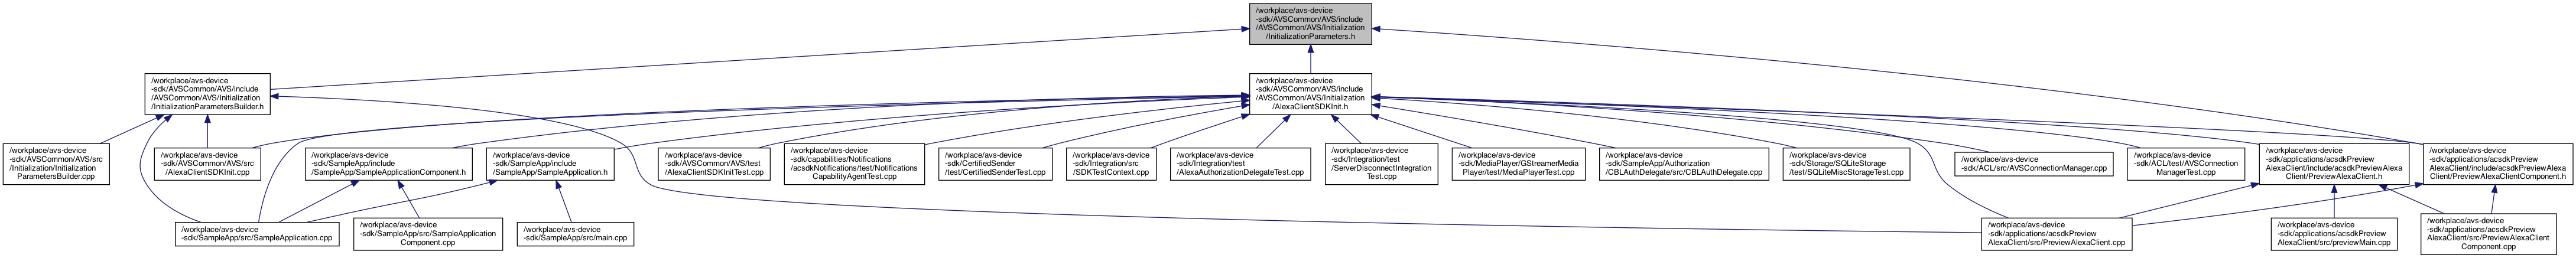 /workplace/avs-device
-sdk/AVSCommon/AVS/include
/AVSCommon/AVS/Initialization
/InitializationParameters.h
/workplace/avs-device
-sdk/AVSCommon/AVS/include
/AVSCommon/AVS/Initialization
/InitializationParametersBuilder.h
/workplace/avs-device
-sdk/AVSCommon/AVS/include
/AVSCommon/AVS/Initialization
/AlexaClientSDKInit.h
/workplace/avs-device
-sdk/AVSCommon/AVS/src
/Initialization/Initialization
ParametersBuilder.cpp
/workplace/avs-device
-sdk/AVSCommon/AVS/src
/AlexaClientSDKInit.cpp
/workplace/avs-device
-sdk/SampleApp/include
/SampleApp/SampleApplicationComponent.h
/workplace/avs-device
-sdk/SampleApp/include
/SampleApp/SampleApplication.h
/workplace/avs-device
-sdk/AVSCommon/AVS/test
/AlexaClientSDKInitTest.cpp
/workplace/avs-device
-sdk/capabilities/Notifications
/acsdkNotifications/test/Notifications
CapabilityAgentTest.cpp
/workplace/avs-device
-sdk/CertifiedSender
/test/CertifiedSenderTest.cpp
/workplace/avs-device
-sdk/Integration/src
/SDKTestContext.cpp
/workplace/avs-device
-sdk/Integration/test
/AlexaAuthorizationDelegateTest.cpp
/workplace/avs-device
-sdk/Integration/test
/ServerDisconnectIntegration
Test.cpp
/workplace/avs-device
-sdk/MediaPlayer/GStreamerMedia
Player/test/MediaPlayerTest.cpp
/workplace/avs-device
-sdk/SampleApp/Authorization
/CBLAuthDelegate/src/CBLAuthDelegate.cpp
/workplace/avs-device
-sdk/Storage/SQLiteStorage
/test/SQLiteMiscStorageTest.cpp
/workplace/avs-device
-sdk/ACL/src/AVSConnectionManager.cpp
/workplace/avs-device
-sdk/ACL/test/AVSConnection
ManagerTest.cpp
/workplace/avs-device
-sdk/applications/acsdkPreview
AlexaClient/include/acsdkPreviewAlexa
Client/PreviewAlexaClient.h
/workplace/avs-device
-sdk/applications/acsdkPreview
AlexaClient/include/acsdkPreviewAlexa
Client/PreviewAlexaClientComponent.h
/workplace/avs-device
-sdk/SampleApp/src/SampleApplication.cpp
/workplace/avs-device
-sdk/SampleApp/src/SampleApplication
Component.cpp
/workplace/avs-device
-sdk/SampleApp/src/main.cpp
/workplace/avs-device
-sdk/applications/acsdkPreview
AlexaClient/src/PreviewAlexaClient.cpp
/workplace/avs-device
-sdk/applications/acsdkPreview
AlexaClient/src/previewMain.cpp
/workplace/avs-device
-sdk/applications/acsdkPreview
AlexaClient/src/PreviewAlexaClient
Component.cpp